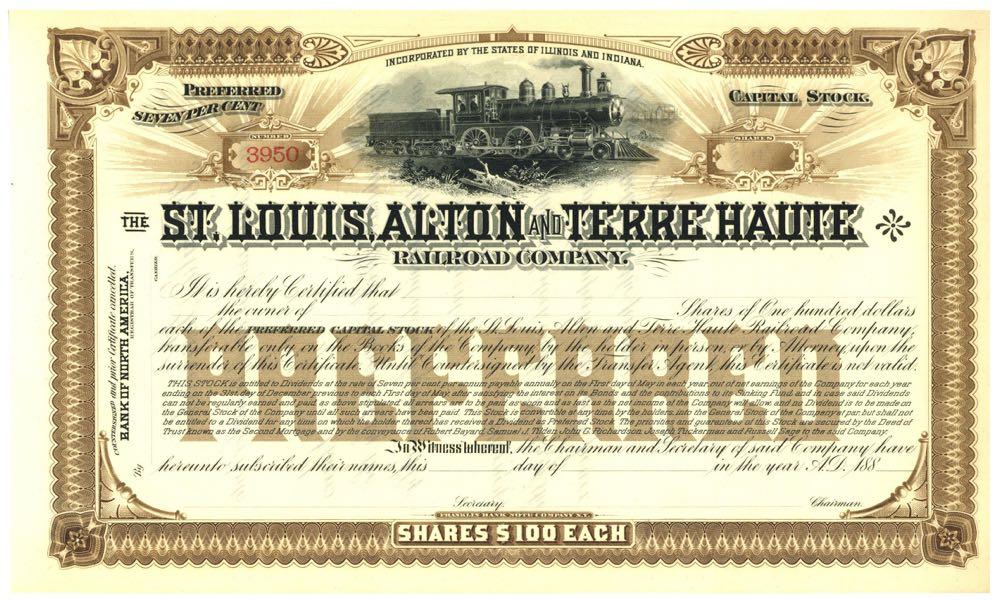 INCORPORATED BY THE STATES OF ILLINOIS AND INDIANA.
PREFERRED
SEVEN PER CENT
CAPITAL STOCK.
NUMBER
3950
SHARES
THE ST. LOUIS, ALTON AND TERRE HAUTE
RAILROAD COMPANY.
It is hereby Certified that
the owner of Shares of One hundred dollars
each of the PREFERRED CAPITAL STOCK of the St. Louis, Alton and Terre Haute Railroad Company,
transferable only on the Books of the Company by the holder in person, or by Attorney, upon the
surrender of this Certificate. Until Countersigned by the Transfer Agent, this Certificate is not valid.
THIS STOCK is entitled to Dividends at the rate of Seven per cent per annum payable annually on the First day of May in each year out of net earnings of the Company for each year
ending on the 31st day of December previous to each First day of May, after satisfying the interest on its Bonds and the contributions to its Sinking Fund, and in case said Dividends
can not be regularly earned and paid as above stipulated, all arrears are to be paid as soon and as fast as the net income of the Company will allow and no Dividend is to be made on
the General Stock of the Company until all such arrears have been paid. This Stock is convertible at any time by the holder into the General Stock of the Company at par but shall not
be entitled to a Dividend for any time in which the holder thereof has received a Dividend as Preferred Stock. The priorities and guarantees of this Stock are secured by the Deed of
Trust known as the Second Mortgage and by the conveyances of Robert Bayard, Samuel J. Tilden, John G. Richardson, Joseph Tuckerman and Russell Sage to the said Company.
In Witness whereof, the Chairman and Secretary of said Company have
hereunto subscribed their names, this day of in the year A.D. 188
Secretary.
Chairman.
FRANKLIN BANK NOTE COMPANY N.Y.
SHARES $100 EACH
COUNTERSIGNED and prior Certificate cancelled.
BANK OF NORTH AMERICA,
REGISTRAR OF TRANSFERS.
By
CASHIER